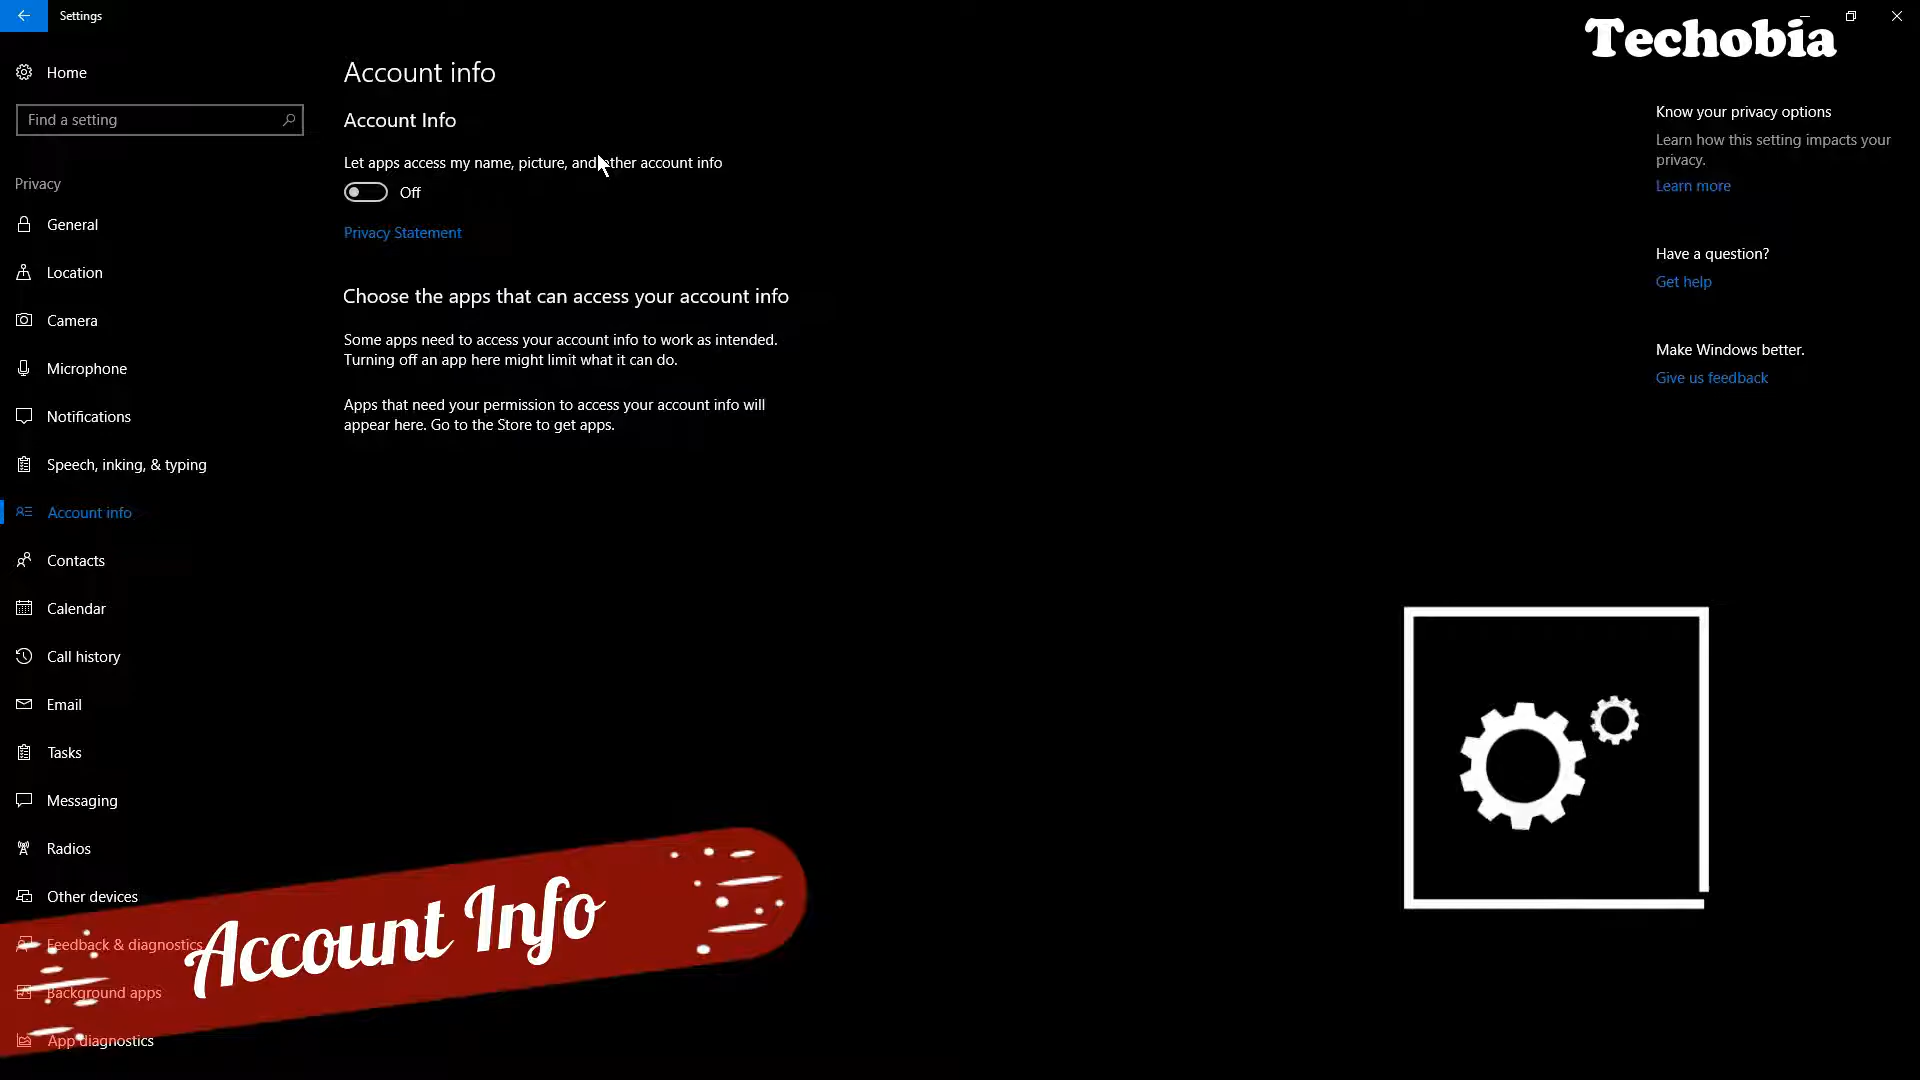 Settings
Techobia
Home
Find a setting
Privacy
General
Location
Camera
Microphone
Notifications
Speech, inking, & typing
Account info
Contacts
Calendar
Call history
Email
Tasks
Messaging
Radios
Other devices
Feedback & diagnostics
Background apps
App diagnostics
Account info
Account Info
Let apps access my name, picture, and other account info
Off
Privacy Statement
Choose the apps that can access your account info
Some apps need to access your account info to work as intended.
Turning off an app here might limit what it can do.
Apps that need your permission to access your account info will
appear here. Go to the Store to get apps.
Know your privacy options
Learn how this setting impacts your
privacy.
Learn more
Have a question?
Get help
Make Windows better.
Give us feedback
Account Info